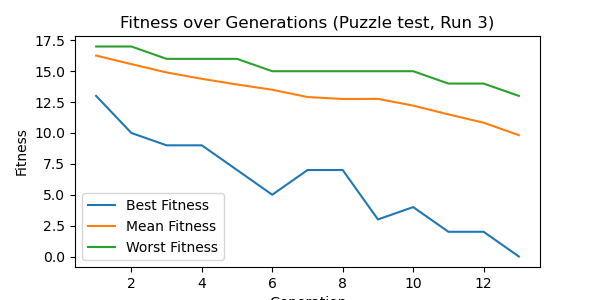 Fitness over Generations (Puzzle test, Run 3)
17.5
15.0
12.5
10.0
7.5
5.0
2.5
0.0
Fitness
Best Fitness
Mean Fitness
Worst Fitness
2 4 6 8 10 12
Generation